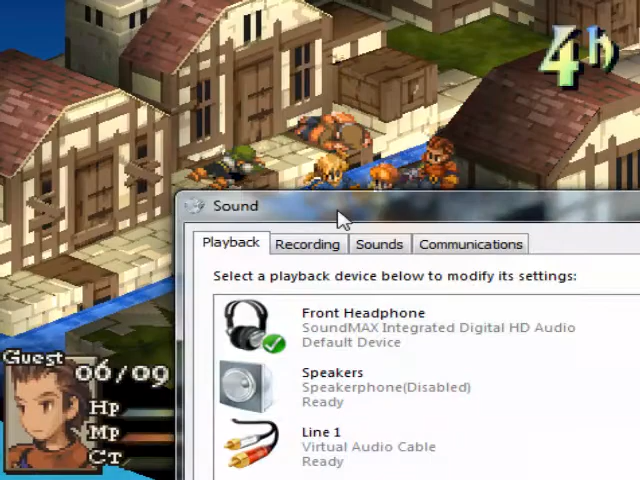 4h
Sound
Playback Recording Sounds Communications
Select a playback device below to modify its settings:
Front Headphone
SoundMAX Integrated Digital HD Audio
Default Device
Speakers
Speakerphone(Disabled)
Ready
Line 1
Virtual Audio Cable
Ready
Guest
06/09
Hp
Mp
CT